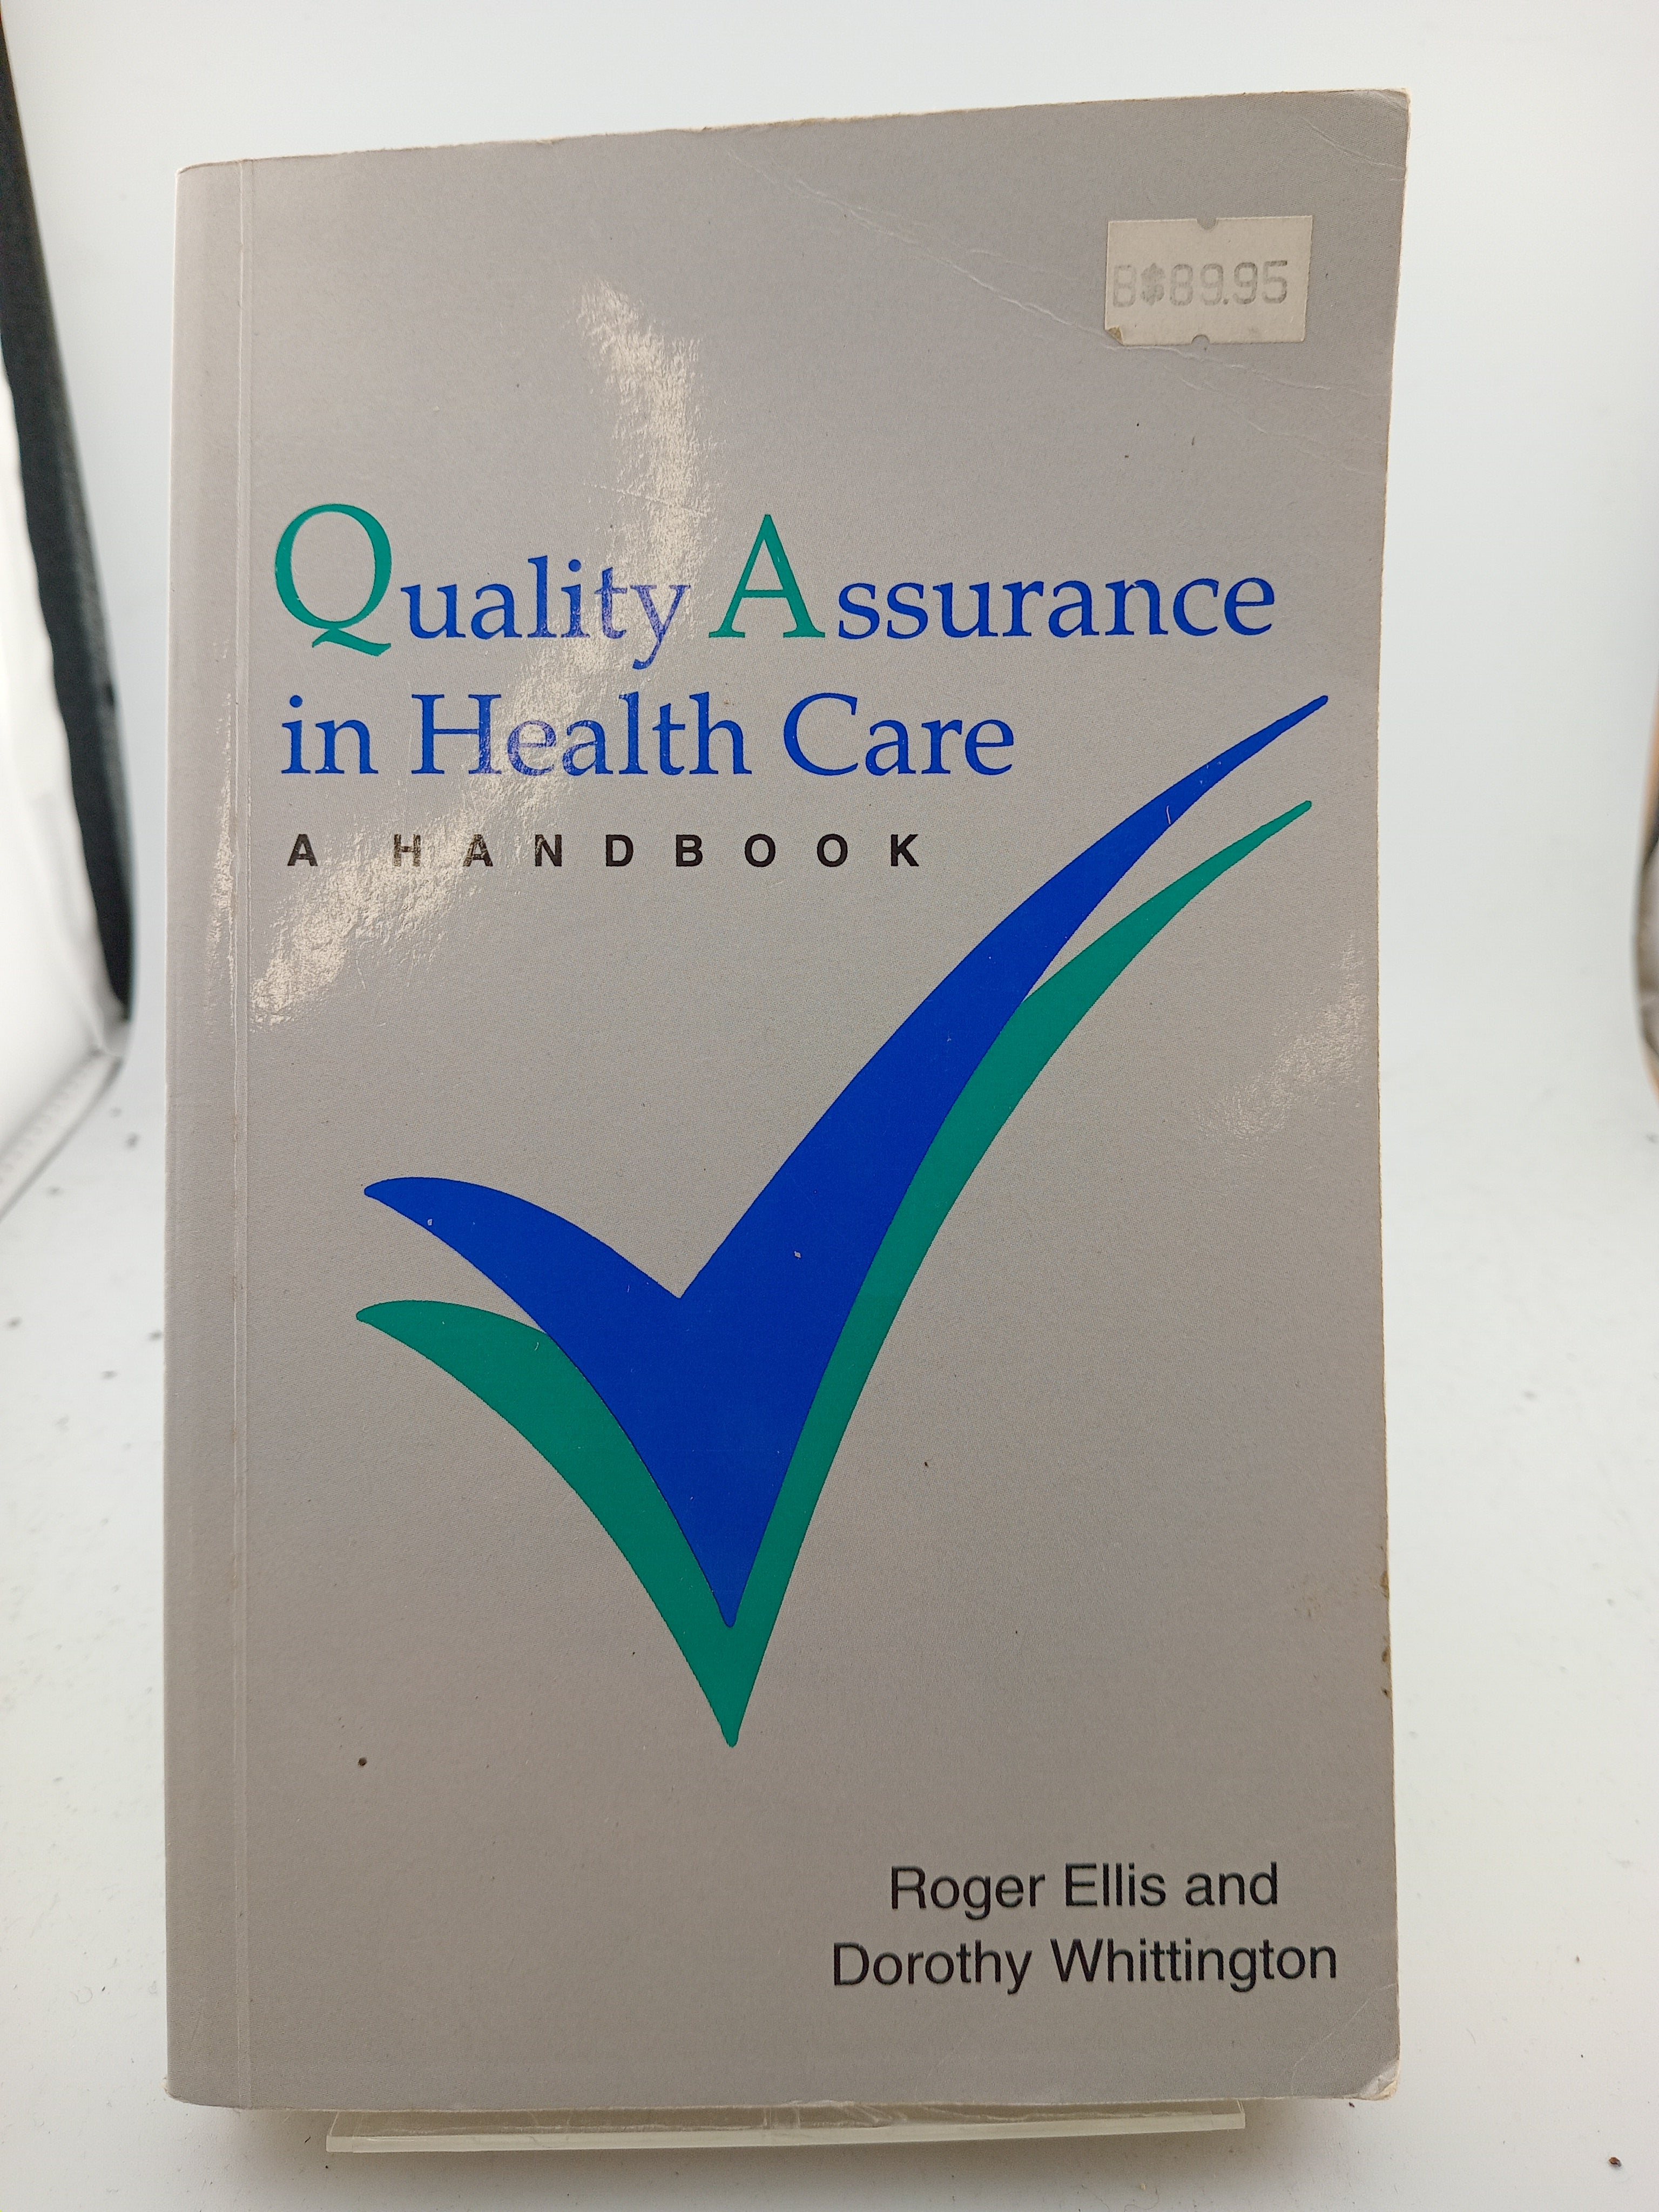 B$89.95
Quality Assurance
in Health Care
A HANDBOOK
Roger Ellis and
Dorothy Whittington